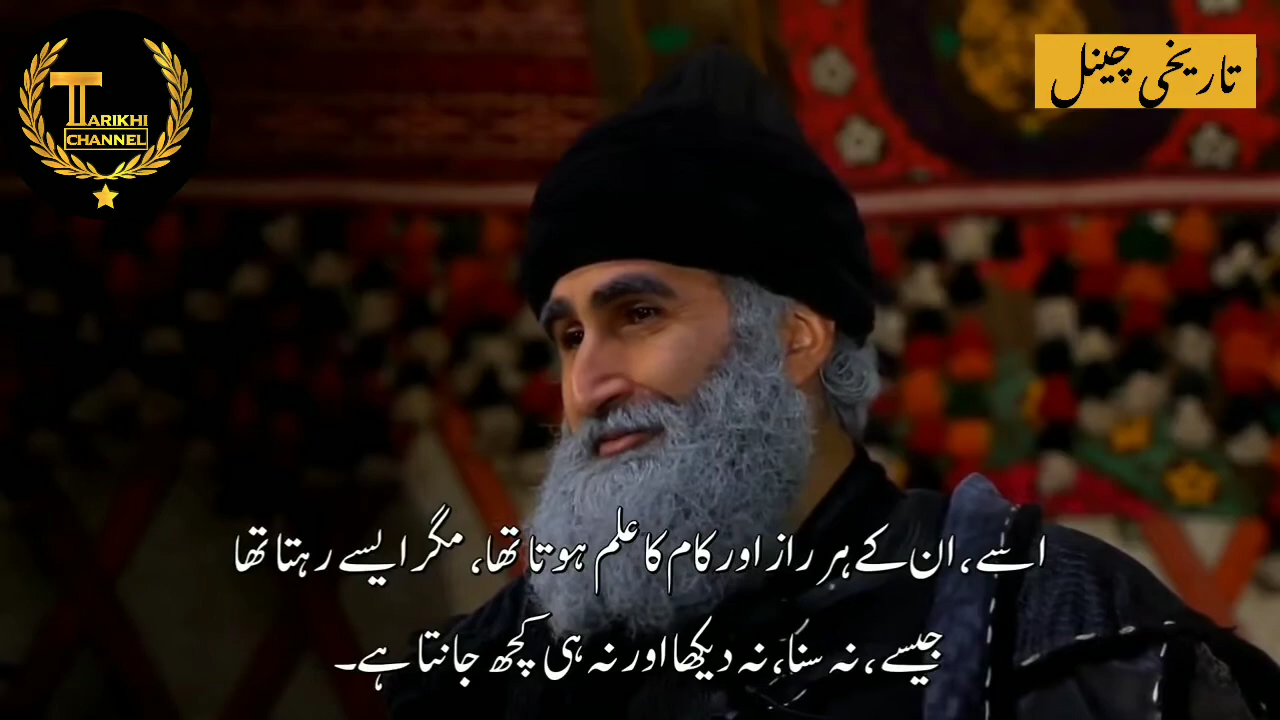 TARIKHI
CHANNEL
تاریخی چینل
اسے، ان کے ہر راز اور کام کا علم ہوتا تھا، مگر ایسے رہتا تھا
جیسے، نہ سنُا، نہ دیکھا اور نہ ہی کچھ جانتا ہے۔